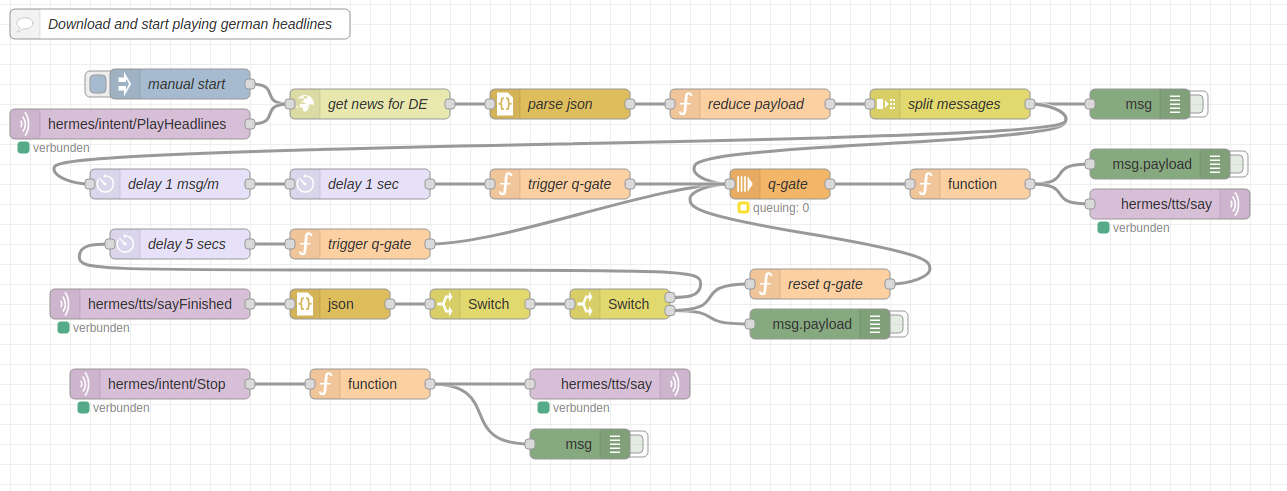 Download and start playing german headlines
manual start
get news for DE
parse json
reduce payload
split messages
msg
hermes/intent/PlayHeadlines
verbunden
msg.payload
delay 1 msg/m
delay 1 sec
trigger q-gate
q-gate
function
queuing: 0
hermes/tts/say
verbunden
delay 5 secs
trigger q-gate
reset q-gate
hermes/tts/sayFinished
json
Switch
Switch
verbunden
msg.payload
hermes/intent/Stop
function
hermes/tts/say
verbunden
verbunden
msg